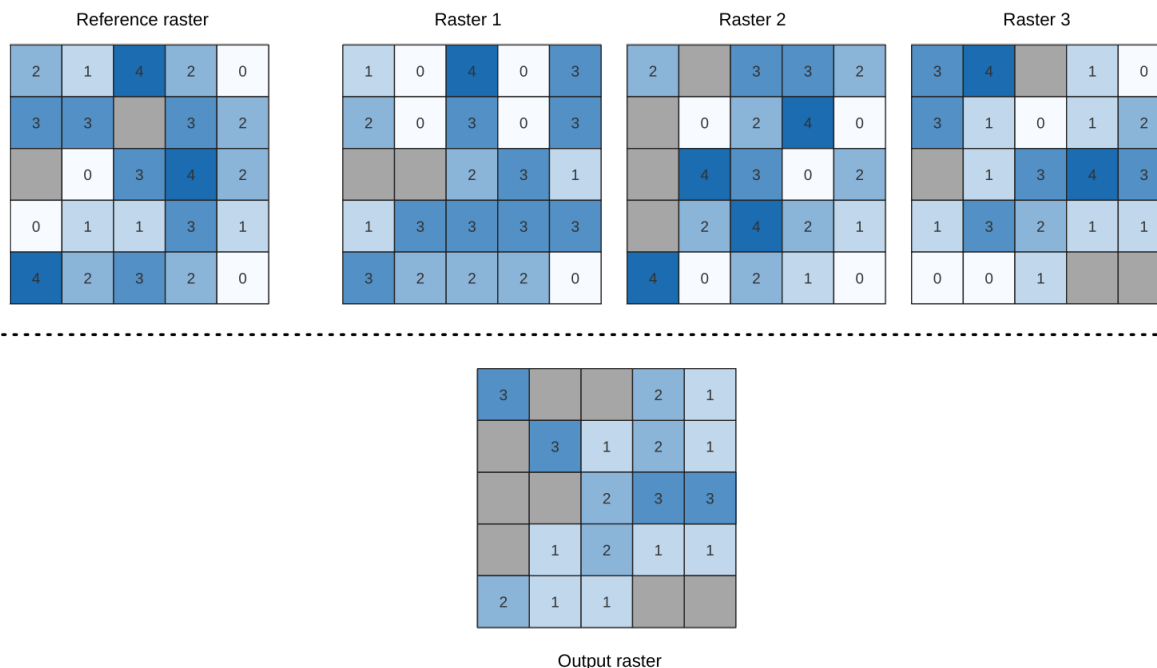 Reference raster Raster 1 Raster 2 Raster 3
2 1 4 2 0 1 0 4 0 3 2 3 3 2 3 4 1 0
3 3 3 2 2 0 3 0 3 0 2 4 0 3 1 0 1 2
0 3 4 2 2 3 1 4 3 0 2 1 3 4 3
0 1 1 3 1 1 3 3 3 3 2 4 2 1 1 3 2 1 1
4 2 3 2 0 3 2 2 2 0 4 0 2 1 0 0 0 1
3 2 1
3 1 2 1
2 3 3
1 2 1 1
2 1 1
Output raster